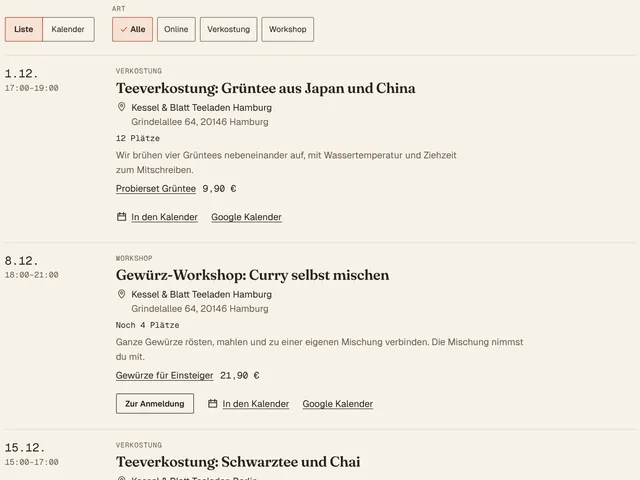 ART
Liste
Kalender
Alle
Online
Verkostung
Workshop
1.12.
17:00–19:00
VERKOSTUNG
Teeverkostung: Grüntee aus Japan und China
Kessel & Blatt Teeladen Hamburg
Grindelallee 64, 20146 Hamburg
12 Plätze
Wir brühen vier Grüntees nebeneinander auf, mit Wassertemperatur und Ziehzeit
zum Mitschreiben.
Probierset Grüntee 9,90 €
In den Kalender
Google Kalender
8.12.
18:00–21:00
WORKSHOP
Gewürz-Workshop: Curry selbst mischen
Kessel & Blatt Teeladen Hamburg
Grindelallee 64, 20146 Hamburg
Noch 4 Plätze
Ganze Gewürze rösten, mahlen und zu einer eigenen Mischung verbinden. Die Mischung nimmst
du mit.
Gewürze für Einsteiger 21,90 €
Zur Anmeldung
In den Kalender
Google Kalender
15.12.
15:00–17:00
VERKOSTUNG
Teeverkostung: Schwarztee und Chai
Kessel & Blatt Teeladen Berlin